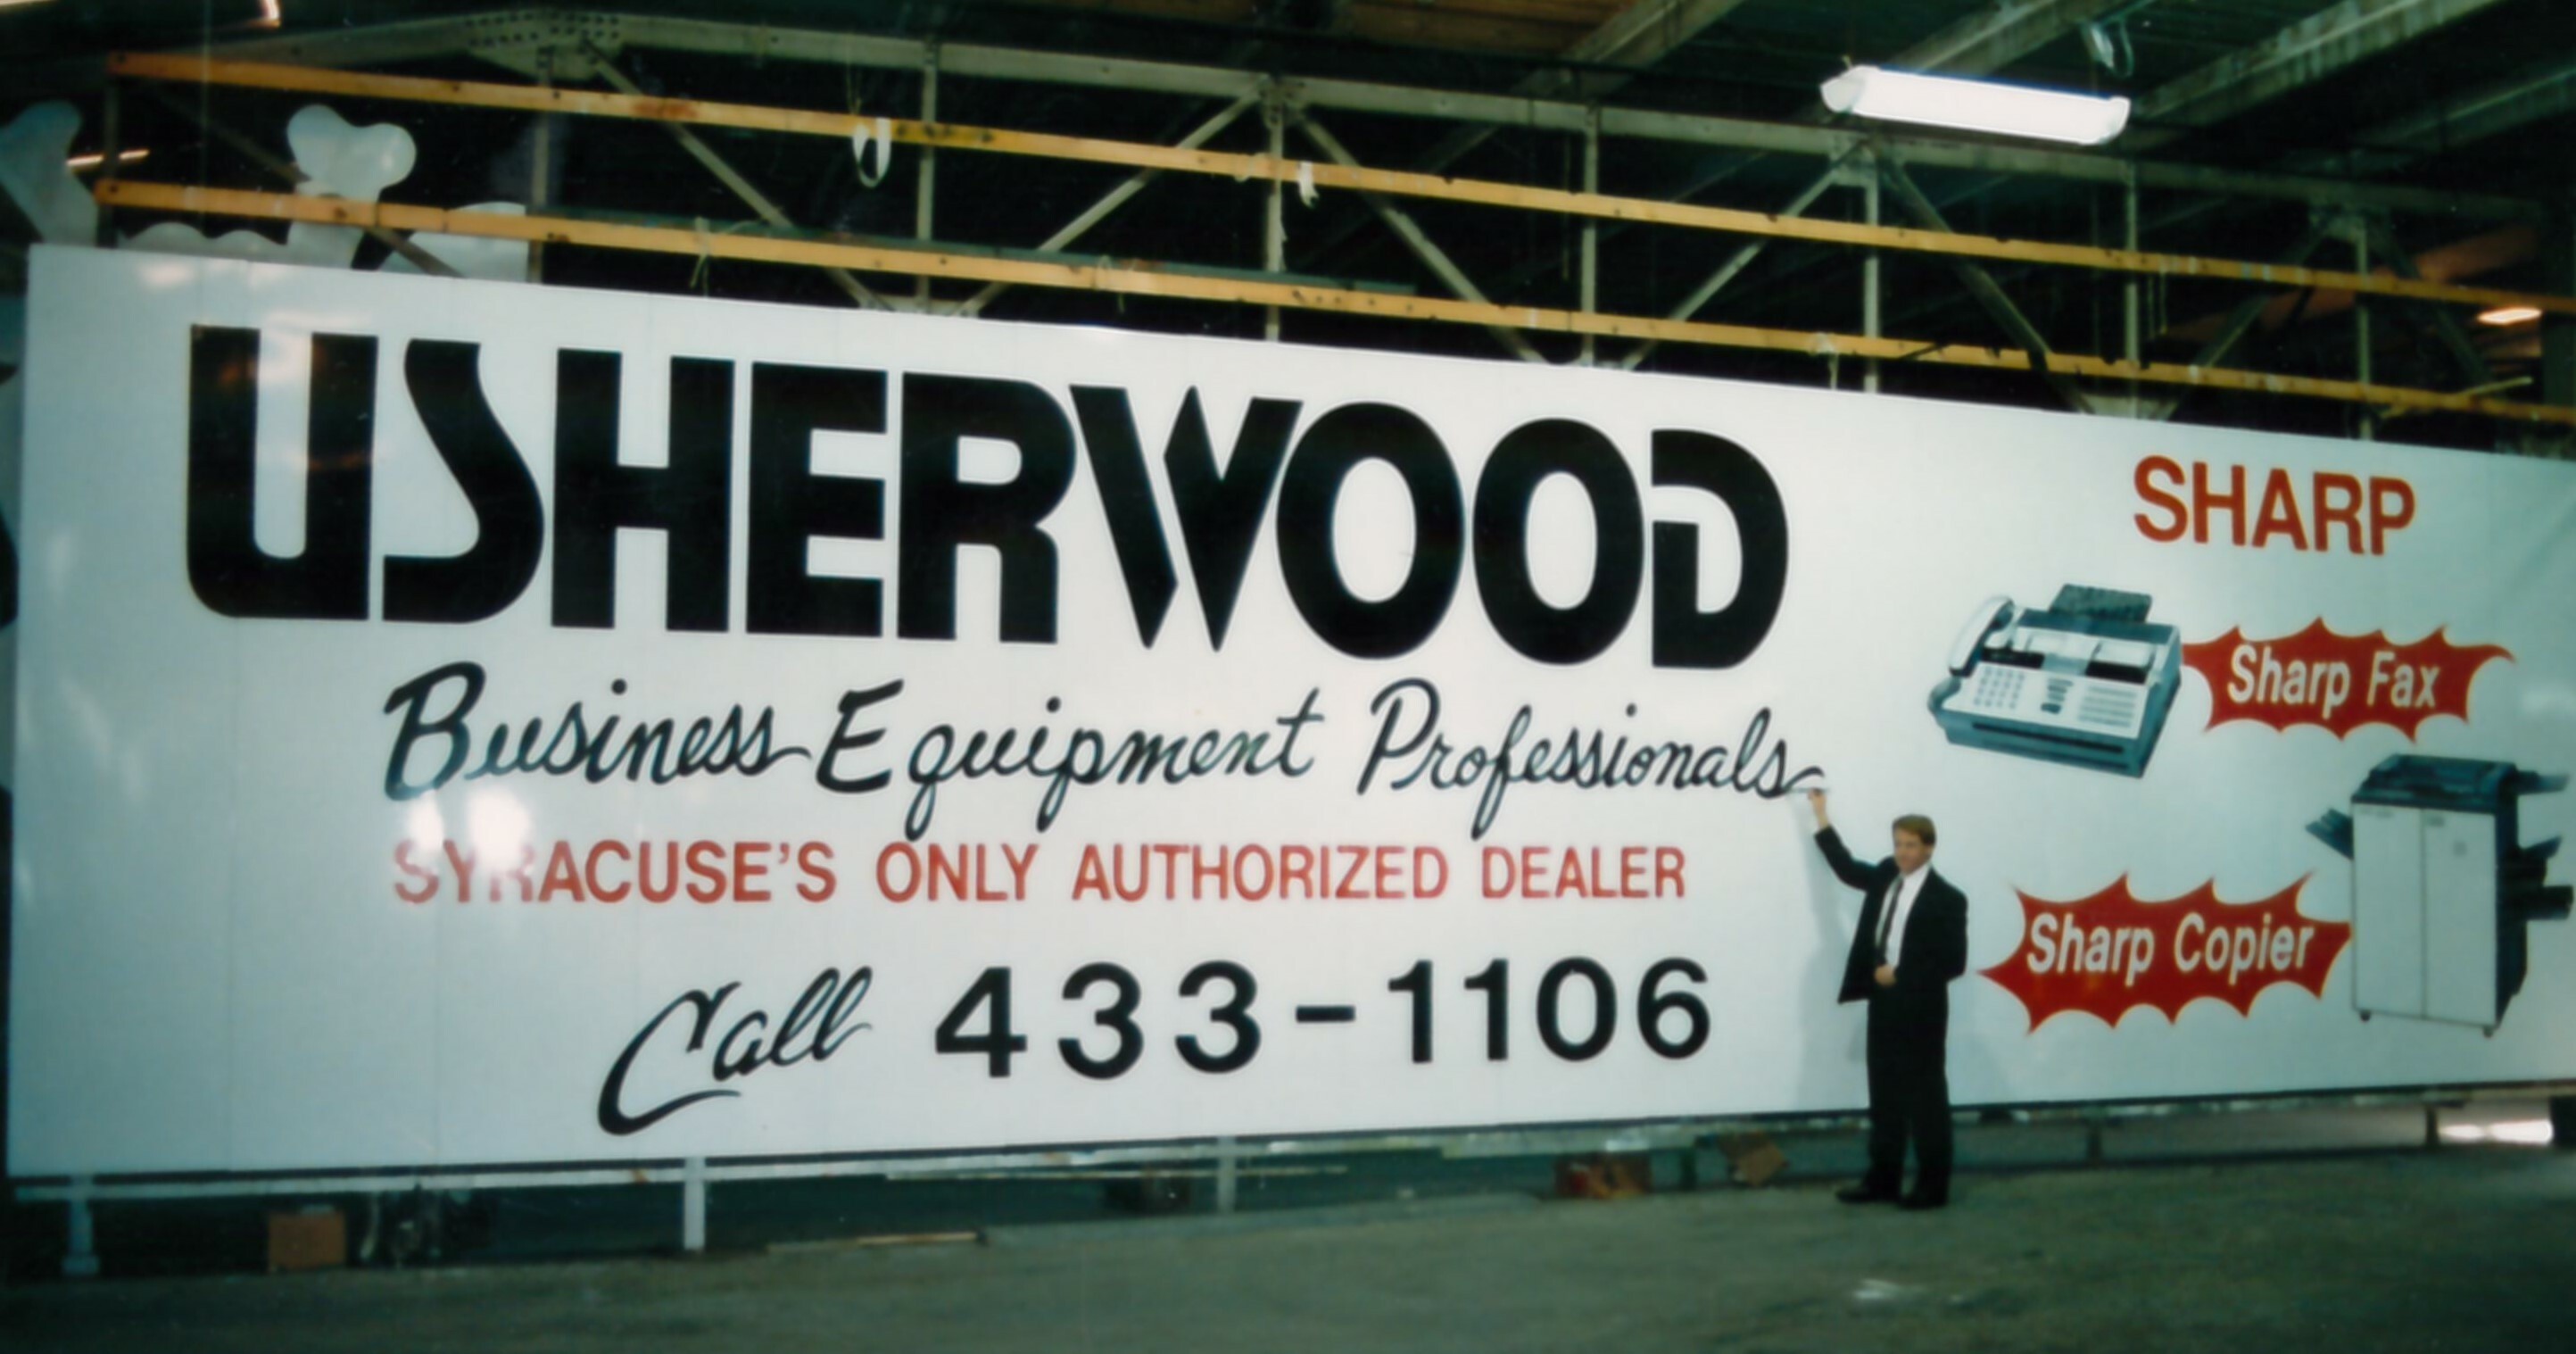 USHERWOOD
Business Equipment Professionals
SYRACUSE'S ONLY AUTHORIZED DEALER
Call 433-1106
SHARP
Sharp Fax
Sharp Copier